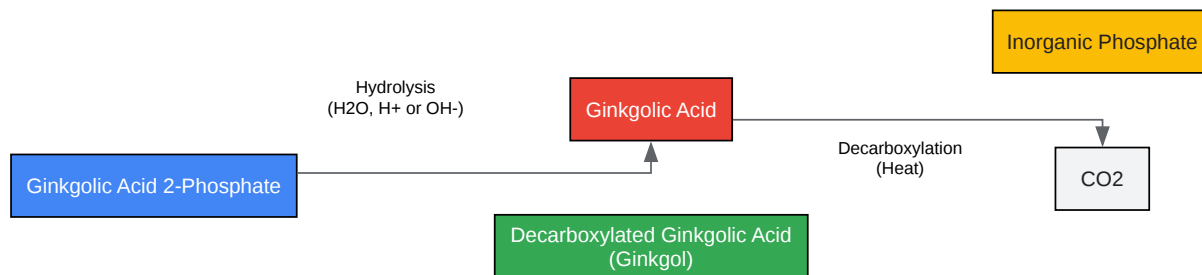 Inorganic Phosphate
Hydrolysis
(H2O, H+ or OH-)
Ginkgolic Acid
Decarboxylation
(Heat)
Ginkgolic Acid 2-Phosphate
CO2
Decarboxylated Ginkgolic Acid
(Ginkgol)